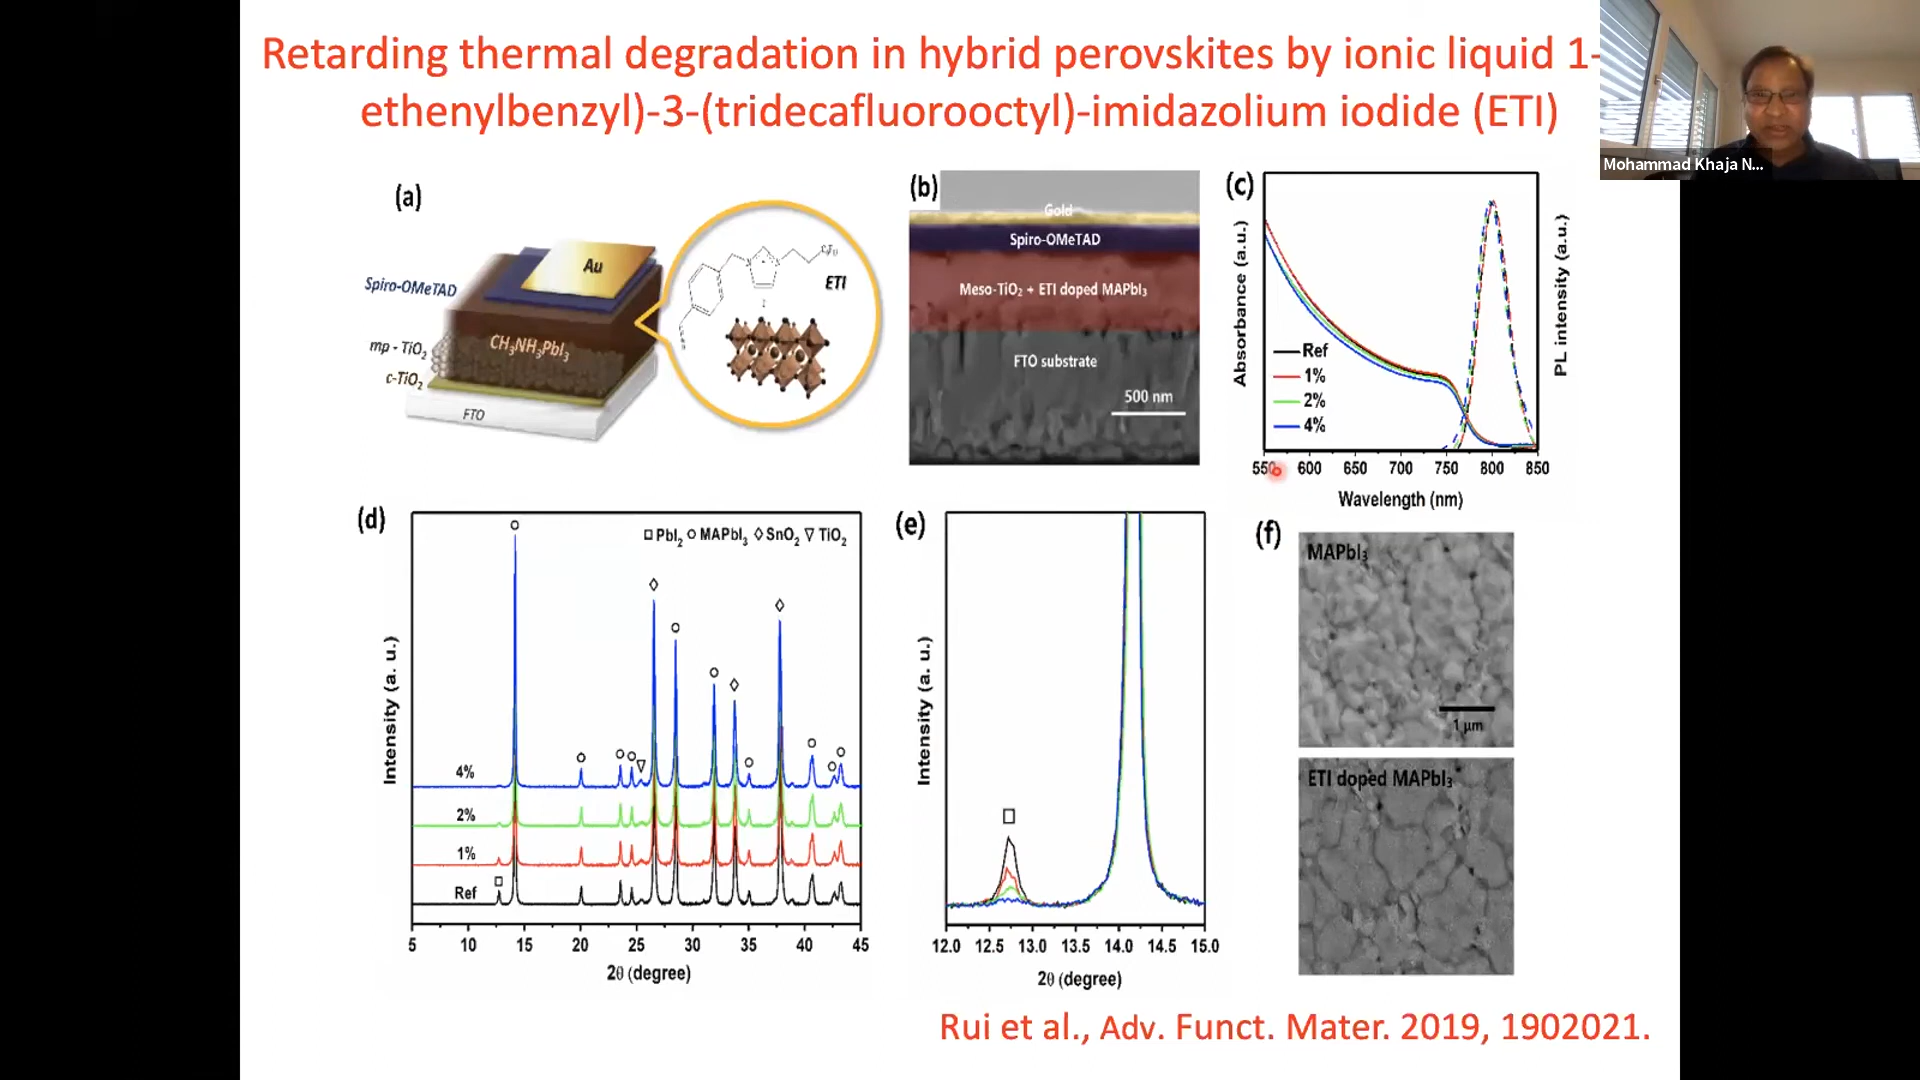 Retarding thermal degradation in hybrid perovskites by ionic liquid 1-
ethenylbenzyl)-3-(tridecafluorooctyl)-imidazolium iodide (ETI)
Mohammad Khaja N...
(a)
Au
Spiro-OMeTAD
mp - TiO2
CH3NH3PbI3
c-TiO2
FTO
ETI
(b)
Gold
Spiro-OMeTAD
Meso-TiO2 + ETI doped MAPbI3
FTO substrate
500 nm
(c)
Absorbance (a.u.)
PL intensity (a.u.)
Ref
1%
2%
4%
550 600 650 700 750 800 850
Wavelength (nm)
(d)
PbI2 MAPbI3 SnO2 TiO2
Intensity (a. u.)
4%
2%
1%
Ref
5 10 15 20 25 30 35 40 45
2θ (degree)
(e)
Intensity (a. u.)
12.0 12.5 13.0 13.5 14.0 14.5 15.0
2θ (degree)
(f)
MAPbI3
1 μm
ETI doped MAPbI3
Rui et al., Adv. Funct. Mater. 2019, 1902021.